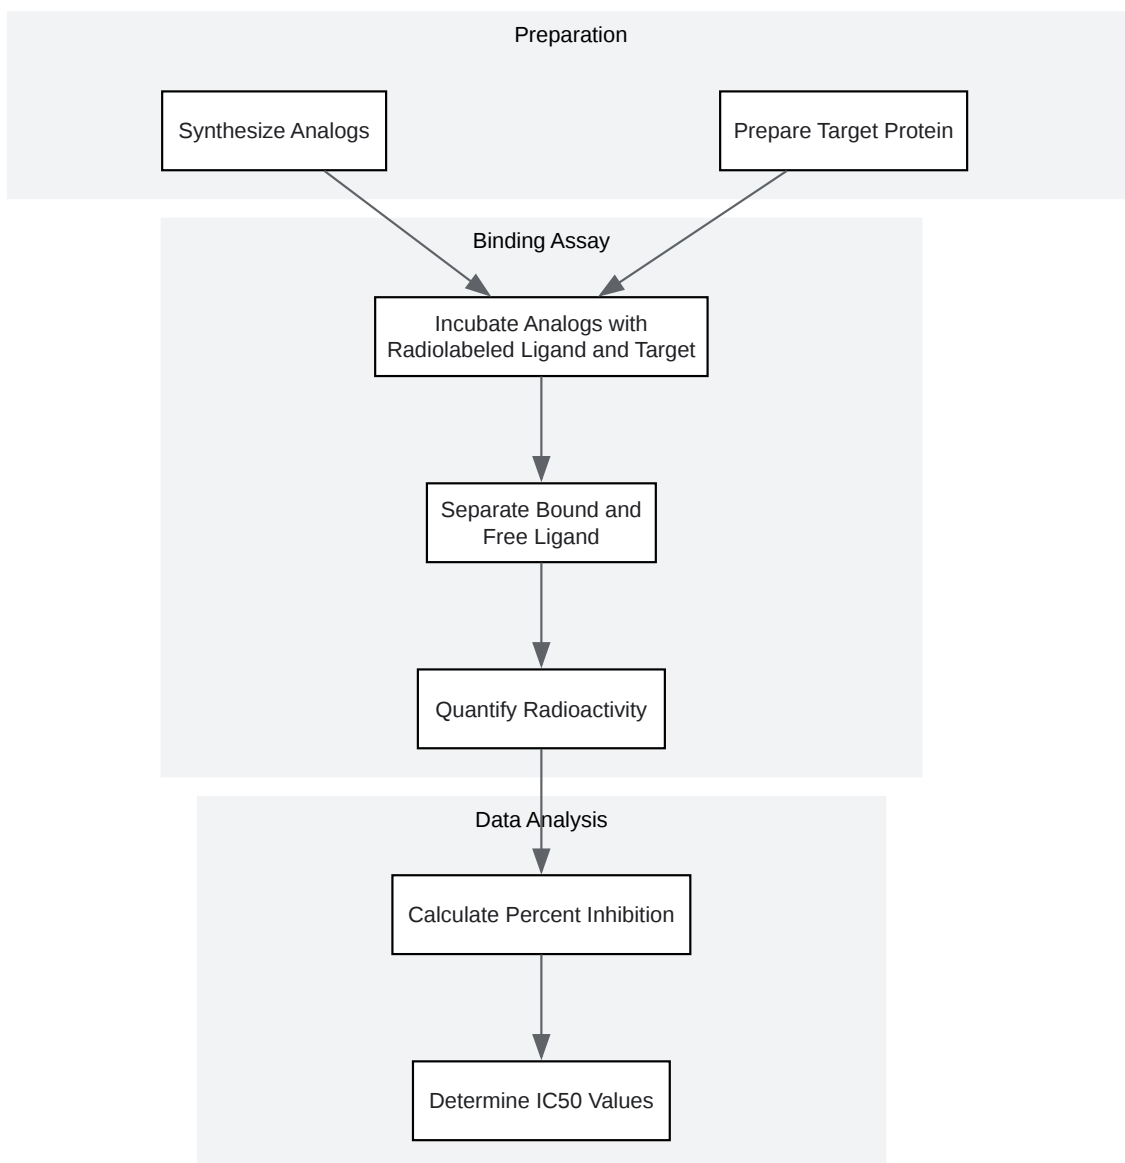 Preparation
Synthesize Analogs
Prepare Target Protein
Binding Assay
Incubate Analogs with
Radiolabeled Ligand and Target
Separate Bound and
Free Ligand
Quantify Radioactivity
Data Analysis
Calculate Percent Inhibition
Determine IC50 Values